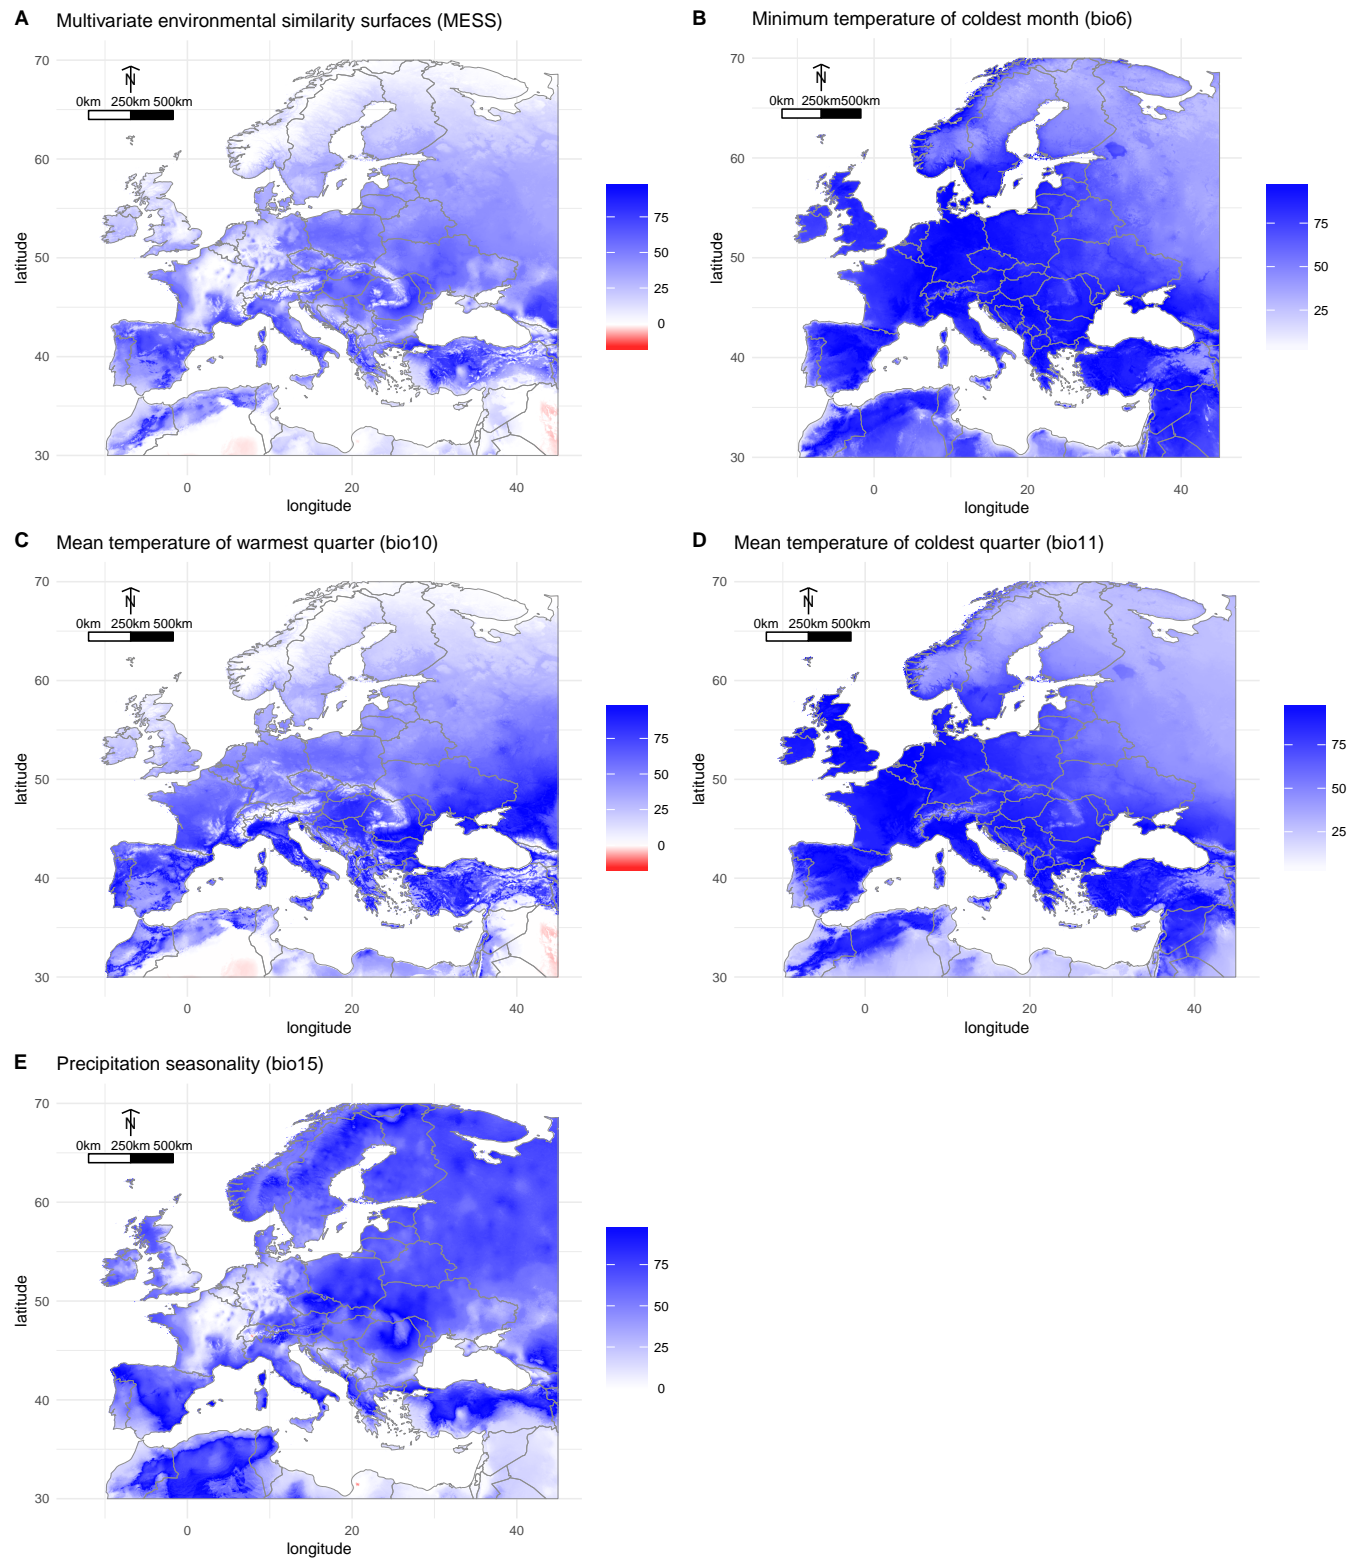 A Multivariate environmental similarity surfaces (MESS)
70
60
50
40
30
latitude
N
0km 250km 500km
0 20 40
longitude
75
50
25
0
B Minimum temperature of coldest month (bio6)
70
60
50
40
30
latitude
N
0km 250km500km
0 20 40
longitude
75
50
25
C Mean temperature of warmest quarter (bio10)
70
60
50
40
30
latitude
N
0km 250km 500km
0 20 40
longitude
75
50
25
0
D Mean temperature of coldest quarter (bio11)
70
60
50
40
30
latitude
N
0km 250km 500km
0 20 40
longitude
75
50
25
E Precipitation seasonality (bio15)
70
60
50
40
30
latitude
N
0km 250km 500km
0 20 40
longitude
75
50
25
0